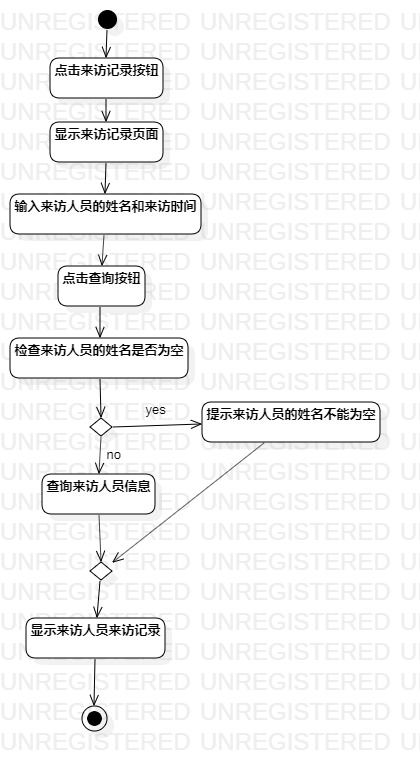 点击来访记录按钮
显示来访记录页面
输入来访人员的姓名和来访时间
点击查询按钮
检查来访人员的姓名是否为空
yes
提示来访人员的姓名不能为空
no
查询来访人员信息
显示来访人员来访记录
UNREGISTERED